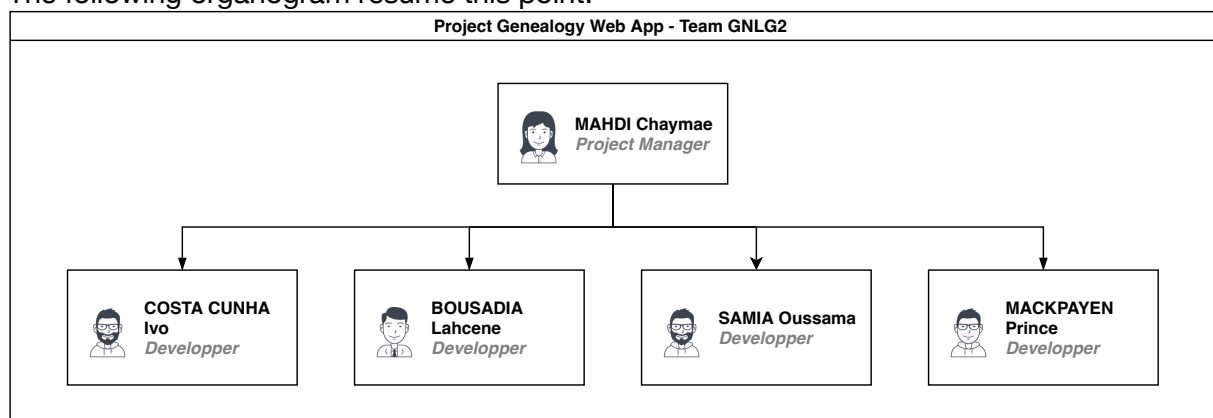 The following organogram resume this point.
Project Genealogy Web App - Team GNLG2
MAHDI Chaymae
Project Manager
COSTA CUNHA
Ivo
Developper
BOUSADIA
Lahcene
Developper
SAMIA Oussama
Developper
MACKPAYEN
Prince
Developper